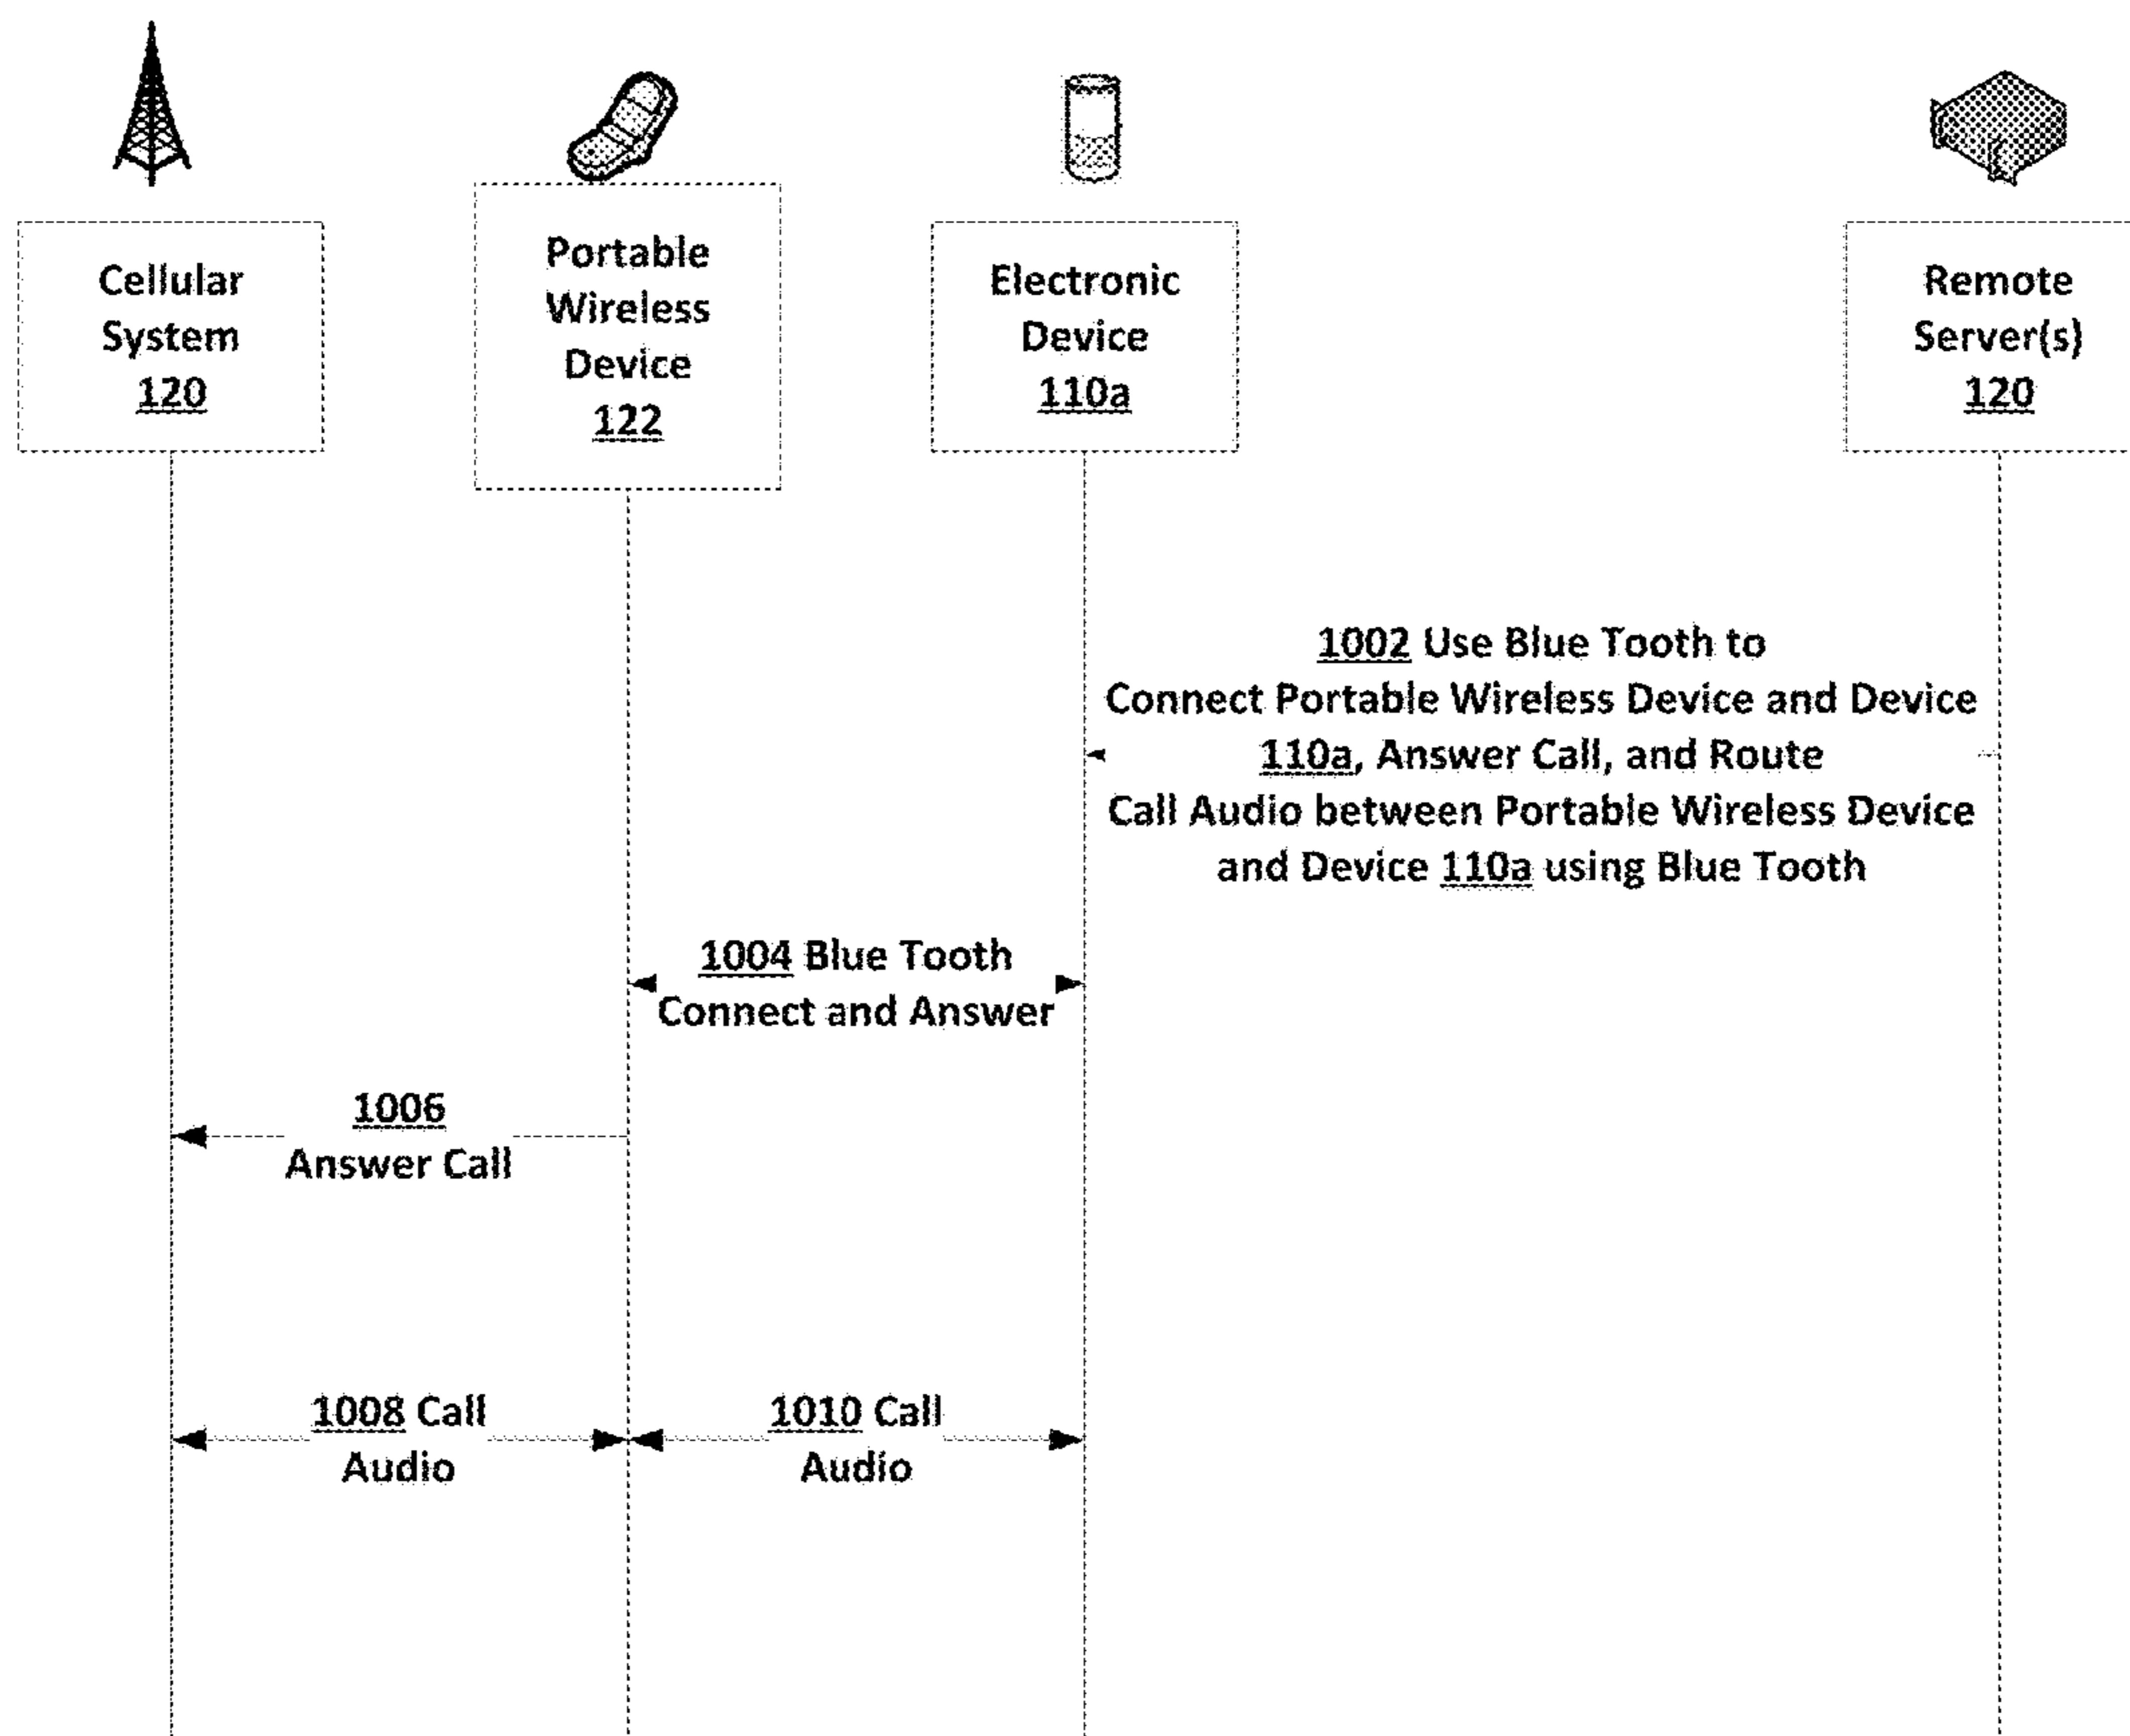 Cellular
System
120
Portable
Wireless
Device
122
Electronic
Device
110a
Remote
Server(s)
120
1002 Use Blue Tooth to
Connect Portable Wireless Device and Device
110a, Answer Call, and Route
Call Audio between Portable Wireless Device
and Device 110a using Blue Tooth
1004 Blue Tooth
Connect and Answer
1006
Answer Call
1008 Call
Audio
1010 Call
Audio